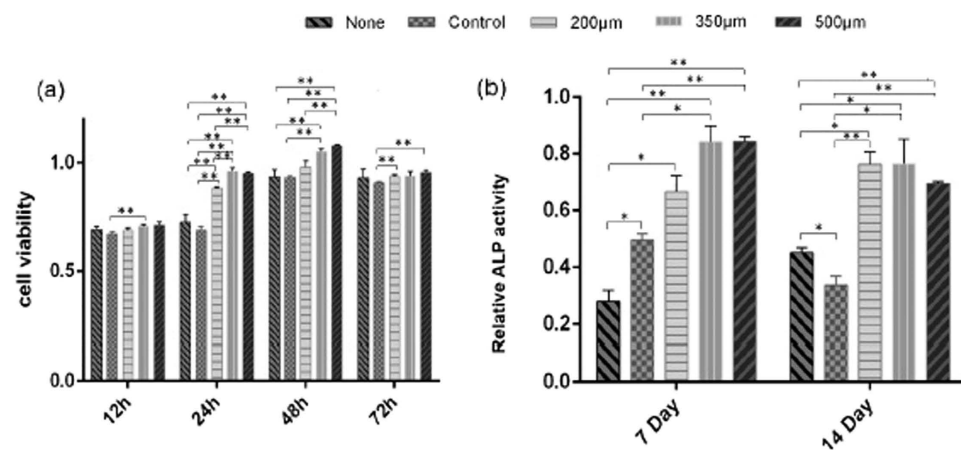 None Control 200μm 350μm 500μm
(a)
** ** ** ** ** ** ** ** ** ** ** ** ** ** ** ** **
cell viability
1.0
0.5
0.0
12h 24h 48h 72h
(b)
** ** ** * * * ** ** * * * ** *
Relative ALP activity
1.0
0.8
0.6
0.4
0.2
0.0
7 Day 14 Day